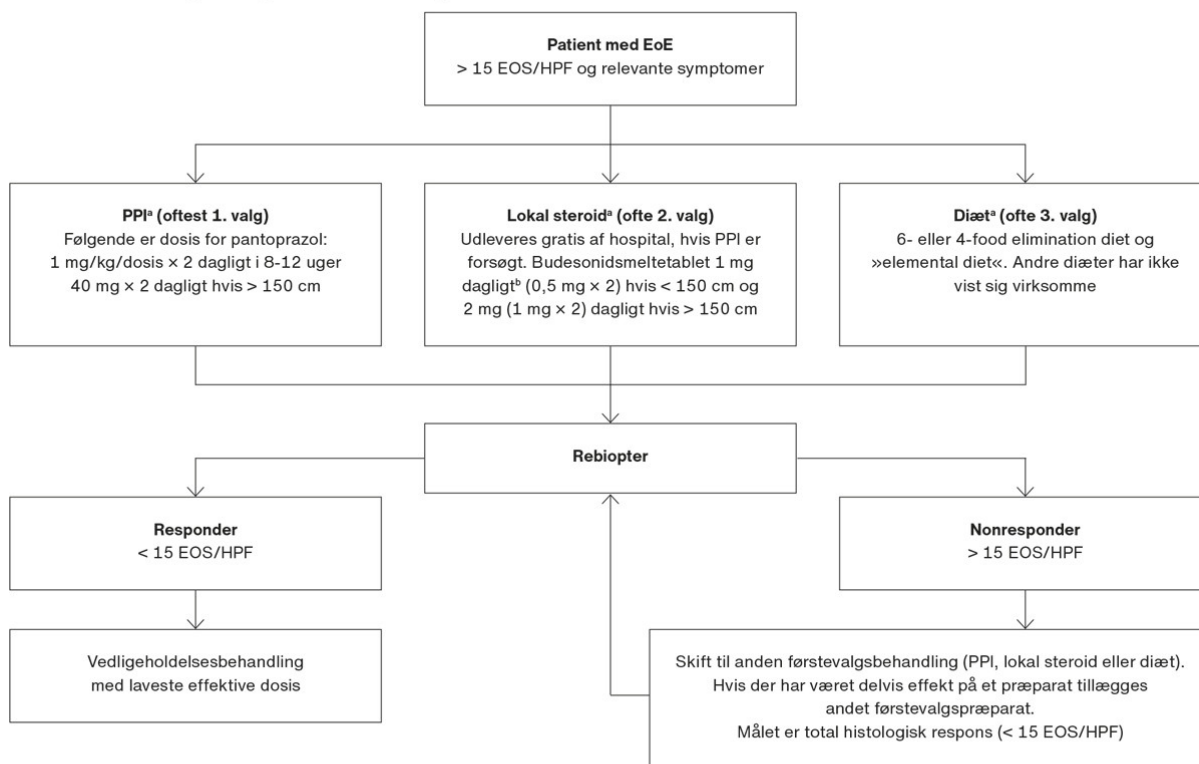 Patient med EoE
> 15 EOS/HPF og relevante symptomer
PPIᵃ (oftest 1. valg)
Følgende er dosis for pantoprazol:
1 mg/kg/dosis × 2 dagligt i 8-12 uger
40 mg × 2 dagligt hvis > 150 cm
Lokal steroidᵃ (ofte 2. valg)
Udleveres gratis af hospital, hvis PPI er
forsøgt. Budesonidsmeltetablet 1 mg
dagligtᵇ (0,5 mg × 2) hvis < 150 cm og
2 mg (1 mg × 2) dagligt hvis > 150 cm
Diætᵃ (ofte 3. valg)
6- eller 4-food elimination diet og
»elemental diet«. Andre diæter har ikke
vist sig virksomme
Rebiopter
Responder
< 15 EOS/HPF
Nonresponder
> 15 EOS/HPF
Vedligeholdelsesbehandling
med laveste effektive dosis
Skift til anden førstevalgsbehandling (PPI, lokal steroid eller diæt).
Hvis der har været delvis effekt på et præparat tillægges
andet førstevalgspræparat.
Målet er total histologisk respons (< 15 EOS/HPF)